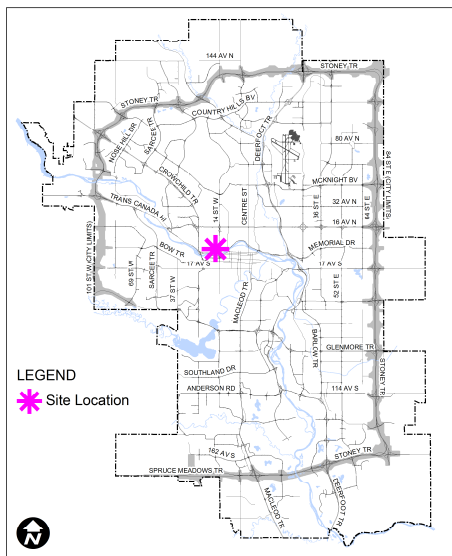 144 AV N
STONEY TR
STONEY TR
COUNTRY HILLS BV
NOSE HILL DR
SARCEE TR
DEERFOOT TR
80 AV N
CROWCHILD TR
MCKNIGHT BV
84 ST E (CITY LIMITS)
TRANS CANADA HI
14 ST W
CENTRE ST
36 ST E
32 AV N
44 ST E
16 AV N
BOW TR
MEMORIAL DR
17 AV S
17 AV S
101 ST W (CITY LIMITS)
69 ST W
SARCEE TR
37 ST W
MACLEOD TR
52 ST E
BARLOW TR
GLENMORE TR
STONEY TR
SOUTHLAND DR
ANDERSON RD
114 AV S
LEGEND
Site Location
162 AV S
STONEY TR
SPRUCE MEADOWS TR
MACLEOD TR
DEERFOOT TR
N